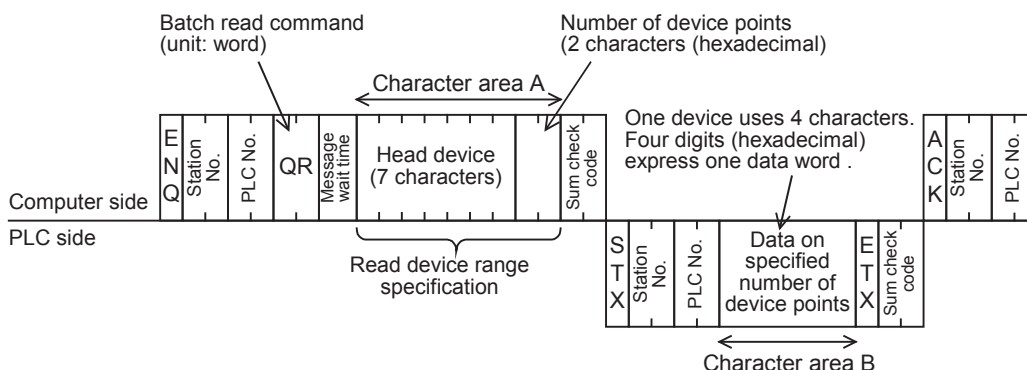 Batch read command
(unit: word)
Number of device points
(2 characters (hexadecimal)
Character area A
One device uses 4 characters.
Four digits (hexadecimal)
express one data word .
Computer side
E
N
Q
Station
No.
PLC No.
QR
Message
wait time
Head device
(7 characters)
Sum check
code
A
C
K
Station
No.
PLC No.
PLC side
Read device range
specification
S
T
X
Station
No.
PLC No.
Data on
specified
number of
device points
E
T
X
Sum check
code
Character area B